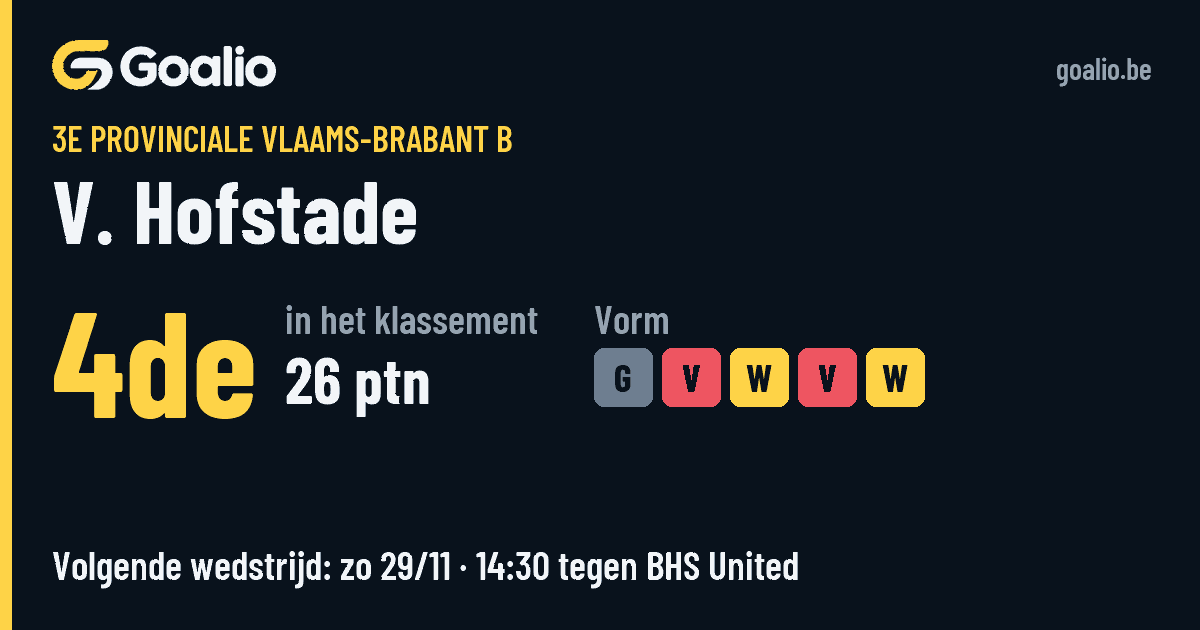 Goalio
goalio.be
3E PROVINCIALE VLAAMS-BRABANT B
V. Hofstade
4de
in het klassement
26 ptn
Vorm
G V W V W
Volgende wedstrijd: zo 29/11 · 14:30 tegen BHS United